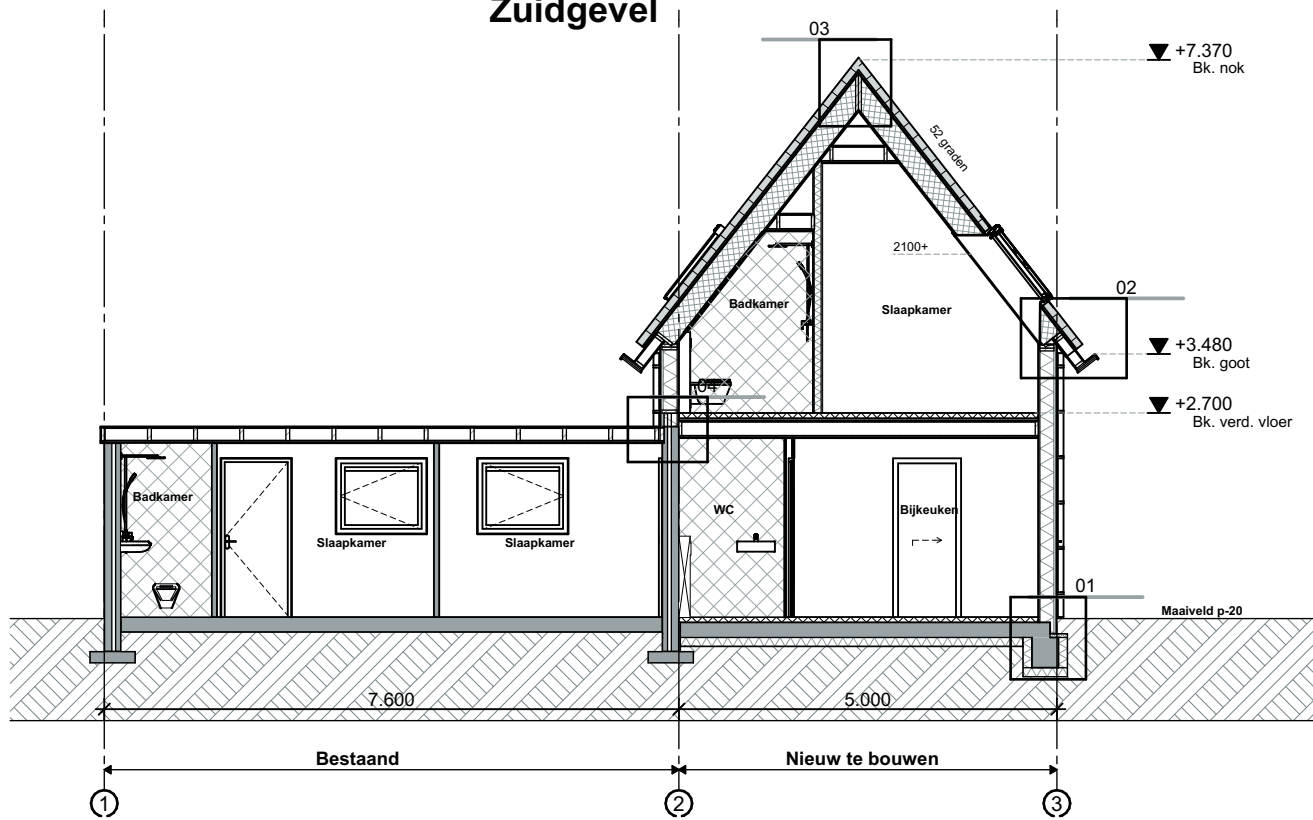 Zuidgevel
03
+7.370
Bk. nok
52 graden
2100+
02
Badkamer
Slaapkamer
+3.480
Bk. goot
04
+2.700
Bk. verd. vloer
Badkamer
WC
Bijkeuken
Slaapkamer
Slaapkamer
01
Maaiveld p-20
7.600
5.000
Bestaand
Nieuw te bouwen
1
2
3